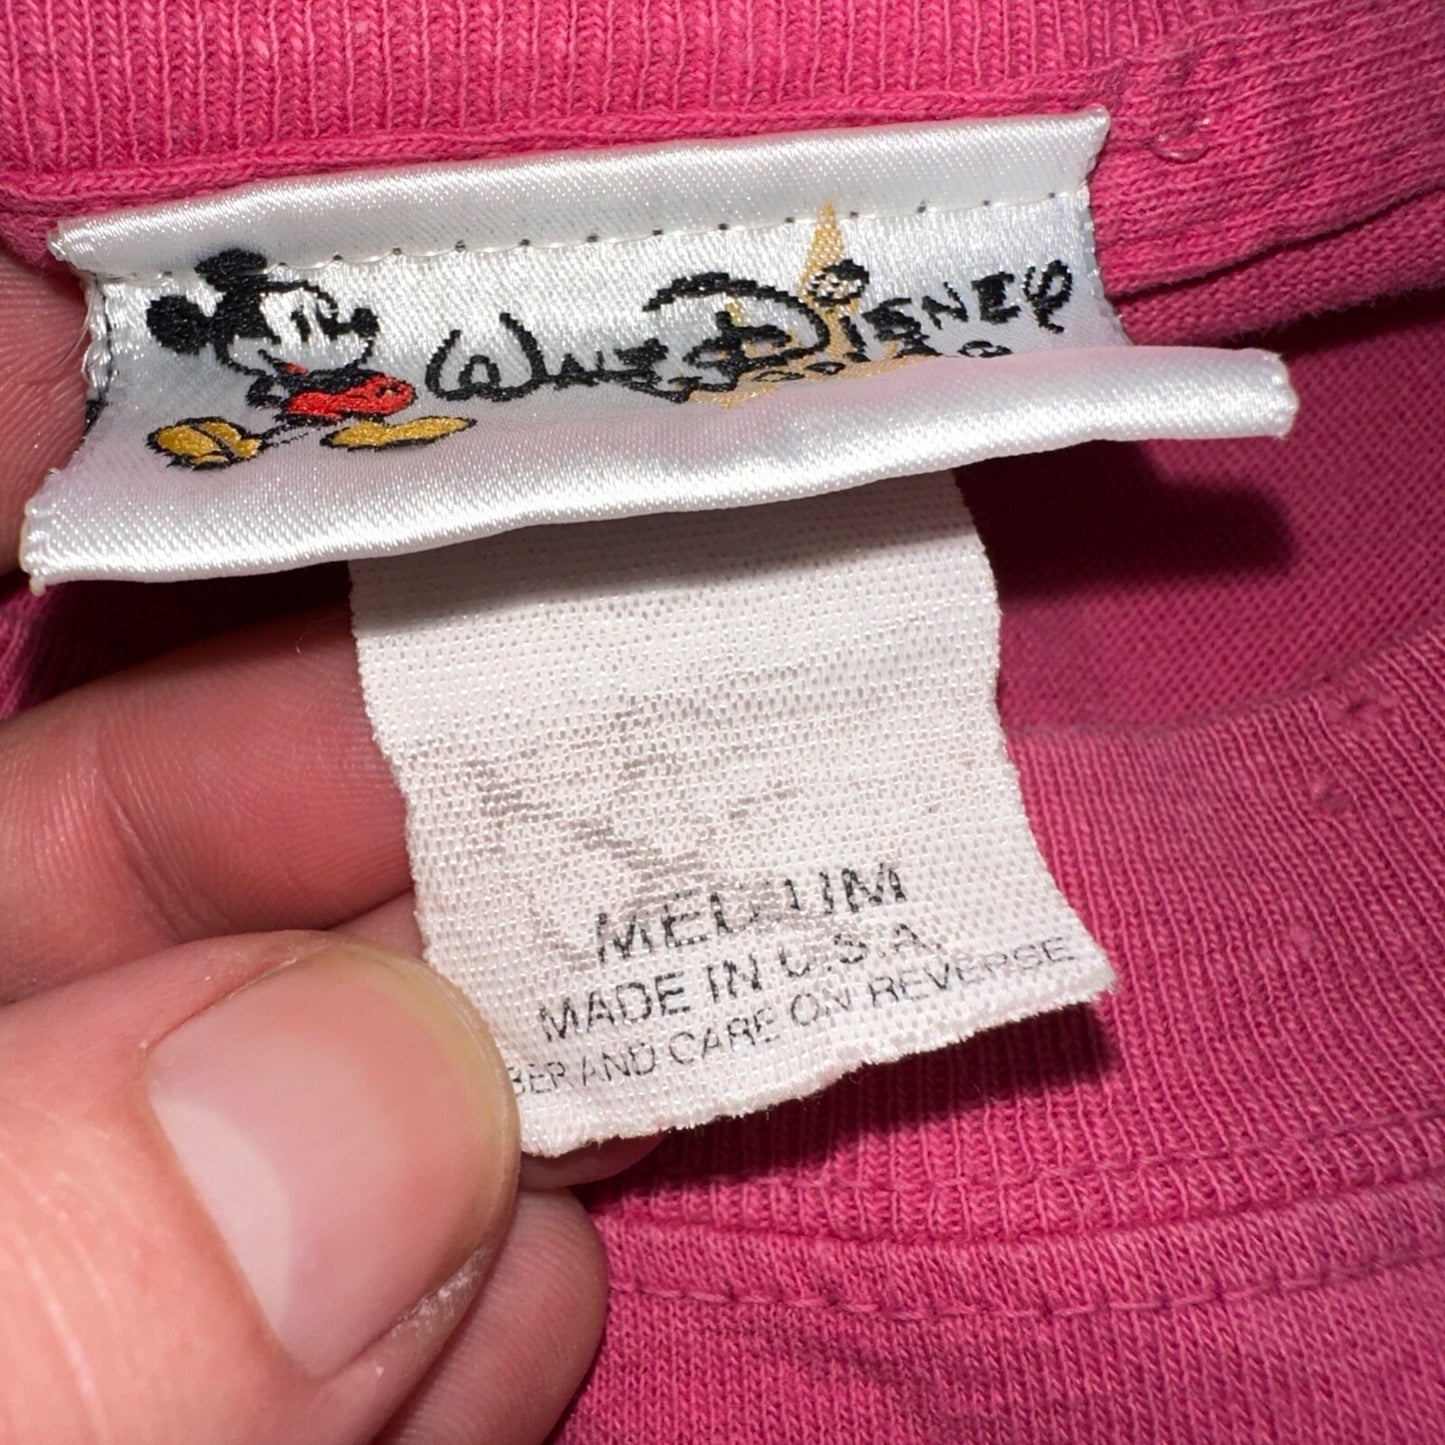 WALT DISNEY
MEDIUM
MADE IN U.S.A.
AND CARE ON REVERSE